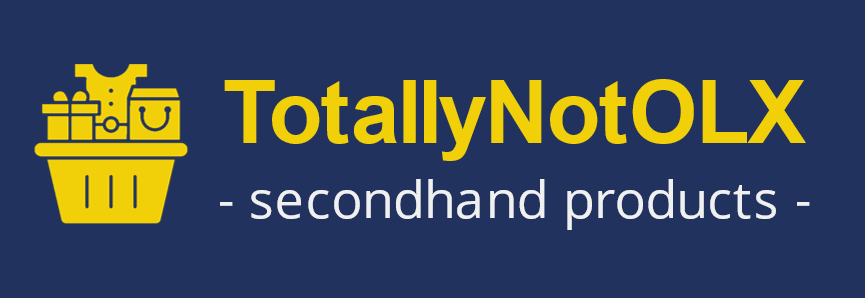 TotallyNotOLX
- secondhand products -